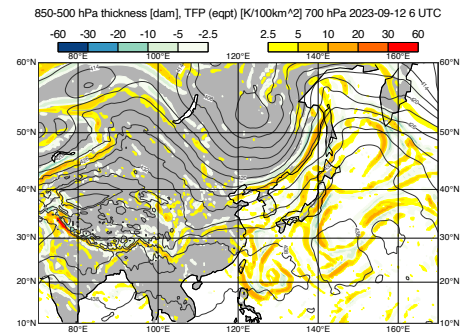 850-500 hPa thickness [dam], TFP (eqpt) [K/100km^2] 700 hPa 2023-09-12 6 UTC
-60 -30 -20 -10 -5 -2.5 2.5 5 10 20 30 60
80°E 100°E 120°E 140°E 160°E
60°N 60°N
50°N 50°N
40°N 40°N
30°N 30°N
20°N 20°N
10°N 10°N
80°E 100°E 120°E 140°E 160°E